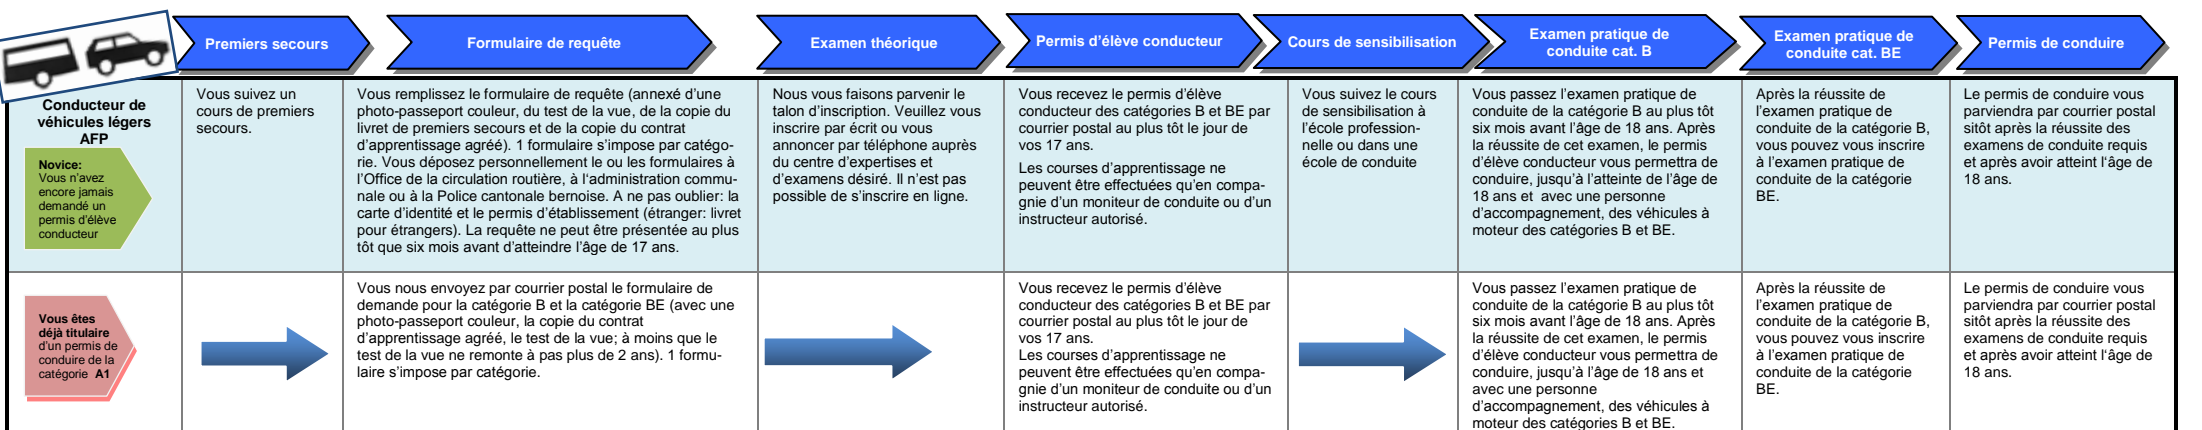 Premiers secours
Formulaire de requête
Examen théorique
Permis d'élève conducteur
Cours de sensibilisation
Examen pratique de
conduite cat. B
Examen pratique de
conduite cat. BE
Permis de conduire
Conducteur de
véhicules légers
AFP
Novice:
Vous n'avez
encore jamais
demandé un
permis d'élève
conducteur
Vous suivez un
cours de premiers
secours.
Vous remplissez le formulaire de requête (annexé d'une
photo-passeport couleur, du test de la vue, de la copie du
livret de premiers secours et de la copie du contrat
d'apprentissage agréé). 1 formulaire s'impose par catégo-
rie. Vous déposez personnellement le ou les formulaires à
l'Office de la circulation routière, à l'administration commu-
nale ou à la Police cantonale bernoise. A ne pas oublier: la
carte d'identité et le permis d'établissement (étranger: livret
pour étrangers). La requête ne peut être présentée au plus
tôt que six mois avant d'atteindre l'âge de 17 ans.
Nous vous faisons parvenir le
talon d'inscription. Veuillez vous
inscrire par écrit ou vous
annoncer par téléphone auprès
du centre d'expertises et
d'examens désiré. Il n'est pas
possible de s'inscrire en ligne.
Vous recevez le permis d'élève
conducteur des catégories B et BE par
courrier postal au plus tôt le jour de
vos 17 ans.
Les courses d'apprentissage ne
peuvent être effectuées qu'en compa-
gnie d'un moniteur de conduite ou d'un
instructeur autorisé.
Vous suivez le cours
de sensibilisation à
l'école profession-
nelle ou dans une
école de conduite
Vous passez l'examen pratique de
conduite de la catégorie B au plus tôt
six mois avant l'âge de 18 ans. Après
la réussite de cet examen, le permis
d'élève conducteur vous permettra de
conduire, jusqu'à l'atteinte de l'âge de
18 ans et  avec une personne
d'accompagnement, des véhicules à
moteur des catégories B et BE.
Après la réussite de
l'examen pratique de
conduite de la catégorie B,
vous pouvez vous inscrire
à l'examen pratique de
conduite de la catégorie
BE.
Le permis de conduire vous
parviendra par courrier postal
sitôt après la réussite des
examens de conduite requis
et après avoir atteint l'âge de
18 ans.
Vous êtes
déjà titulaire
d'un permis de
conduire de la
catégorie  A1
Vous nous envoyez par courrier postal le formulaire de
demande pour la catégorie B et la catégorie BE (avec une
photo-passeport couleur, la copie du contrat
d'apprentissage agréé, le test de la vue; à moins que le
test de la vue ne remonte à pas plus de 2 ans). 1 formu-
laire s'impose par catégorie.
Vous recevez le permis d'élève
conducteur des catégories B et BE par
courrier postal au plus tôt le jour de
vos 17 ans.
Les courses d'apprentissage ne
peuvent être effectuées qu'en compa-
gnie d'un moniteur de conduite ou d'un
instructeur autorisé.
Vous passez l'examen pratique de
conduite de la catégorie B au plus tôt
six mois avant l'âge de 18 ans. Après
la réussite de cet examen, le permis
d'élève conducteur vous permettra de
conduire, jusqu'à l'âge de 18 ans et
avec une personne
d'accompagnement, des véhicules à
moteur des catégories B et BE.
Après la réussite de
l'examen pratique de
conduite de la catégorie B,
vous pouvez vous inscrire
à l'examen pratique de
conduite de la catégorie
BE.
Le permis de conduire vous
parviendra par courrier postal
sitôt après la réussite des
examens de conduite requis
et après avoir atteint l'âge de
18 ans.